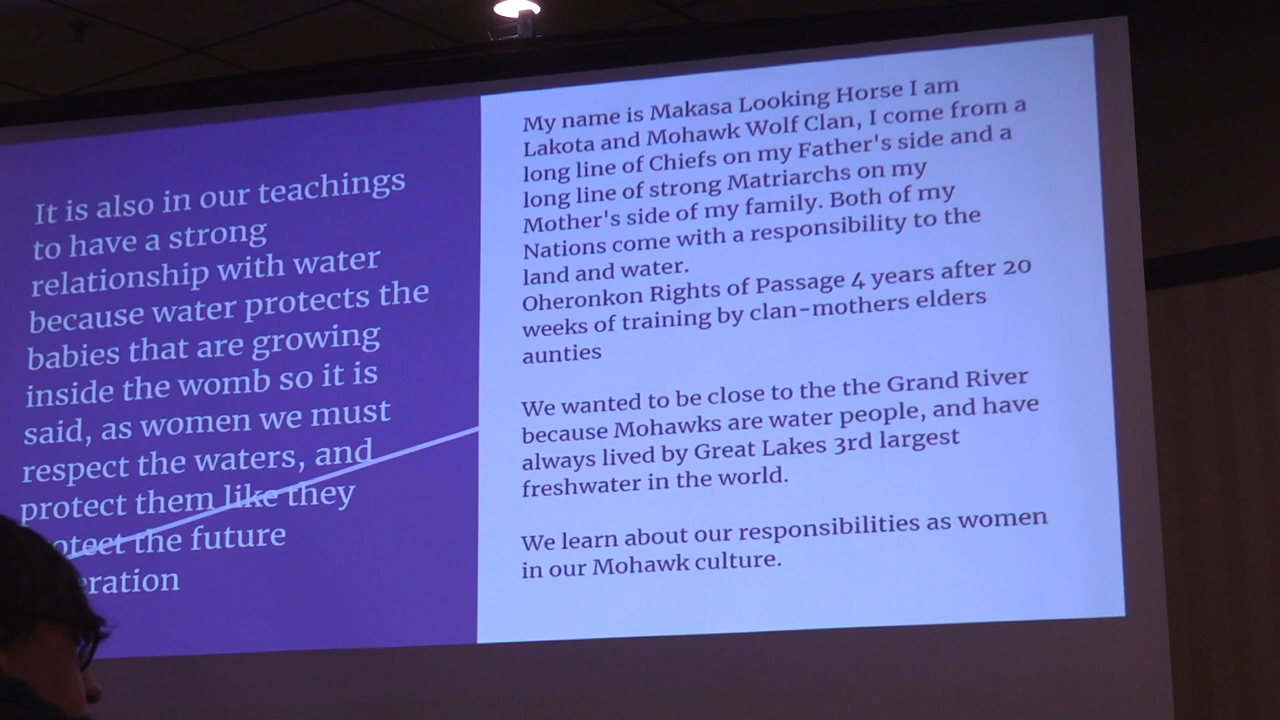 It is also in our teachings
to have a strong
relationship with water
because water protects the
babies that are growing
inside the womb so it is
said, as women we must
respect the waters, and
protect them like they
the future
My name is Makasa Looking Horse I am
Lakota and Mohawk Wolf Clan, I come from a
long line of Chiefs on my Father's side and a
long line of strong Matriarchs on my
Mother's side of my family. Both of my
Nations come with a responsibility to the
land and water.
Oheronkon Rights of Passage 4 years after 20
weeks of training by clan-mothers elders
aunties
We wanted to be close to the the Grand River
because Mohawks are water people, and have
always lived by Great Lakes 3rd largest
freshwater in the world.
We learn about our responsibilities as women
in our Mohawk culture.